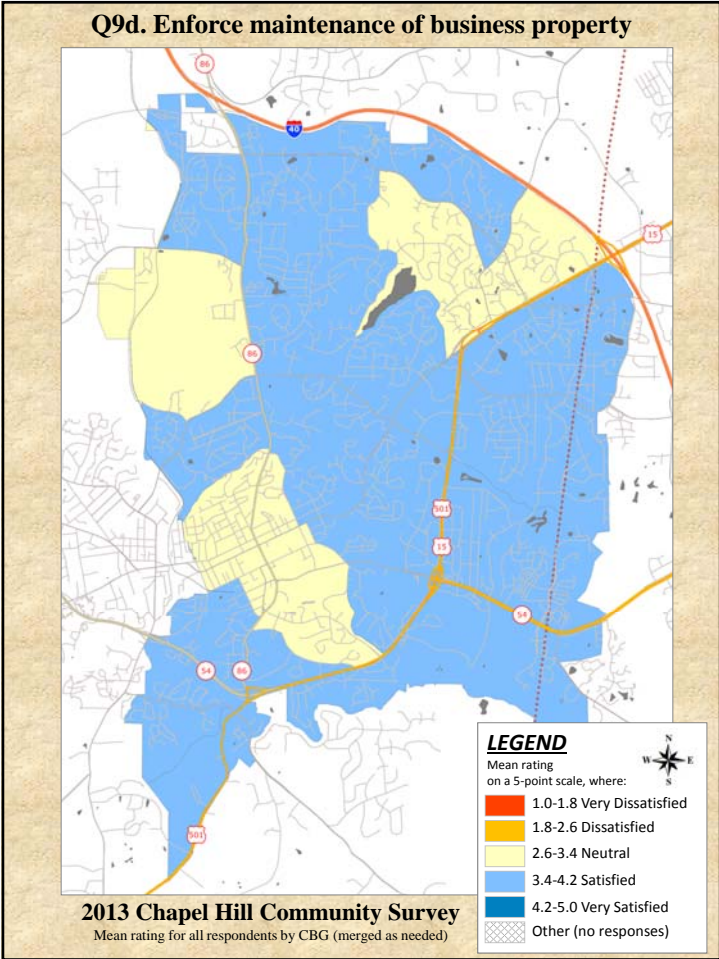 Q9d. Enforce maintenance of business property
86
40
15
86
501
15
54
54
86
501
LEGEND
Mean rating
on a 5-point scale, where:
N
W E
S
1.0-1.8 Very Dissatisfied
1.8-2.6 Dissatisfied
2.6-3.4 Neutral
3.4-4.2 Satisfied
4.2-5.0 Very Satisfied
Other (no responses)
2013 Chapel Hill Community Survey
Mean rating for all respondents by CBG (merged as needed)